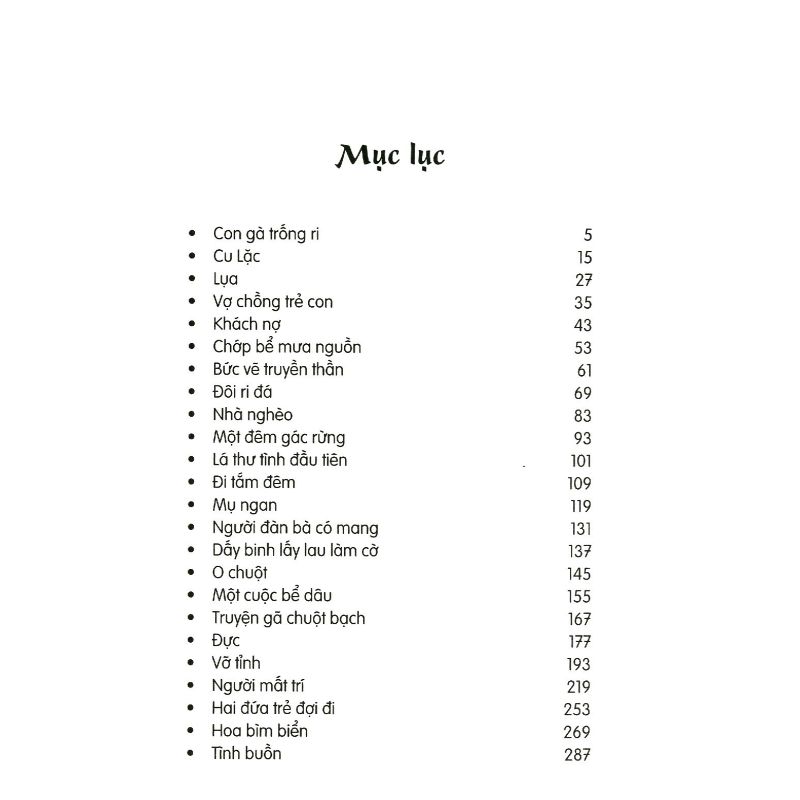 Mục lục
• Con gà trống ri 5
• Cu Lặc 15
• Lụa 27
• Vợ chồng trẻ con 35
• Khách nợ 43
• Chớp bể mưa nguồn 53
• Bức vẽ truyền thần 61
• Đôi ri đá 69
• Nhà nghèo 83
• Một đêm gác rừng 93
• Lá thư tình đầu tiên 101
• Đi tắm đêm 109
• Mụ ngan 119
• Người đàn bà có mang 131
• Dấy binh lấy lau làm cờ 137
• O chuột 145
• Một cuộc bể dâu 155
• Truyện gã chuột bạch 167
• Đực 177
• Vỡ tỉnh 193
• Người mất trí 219
• Hai đứa trẻ đợi đi 253
• Hoa bìm biển 269
• Tình buồn 287